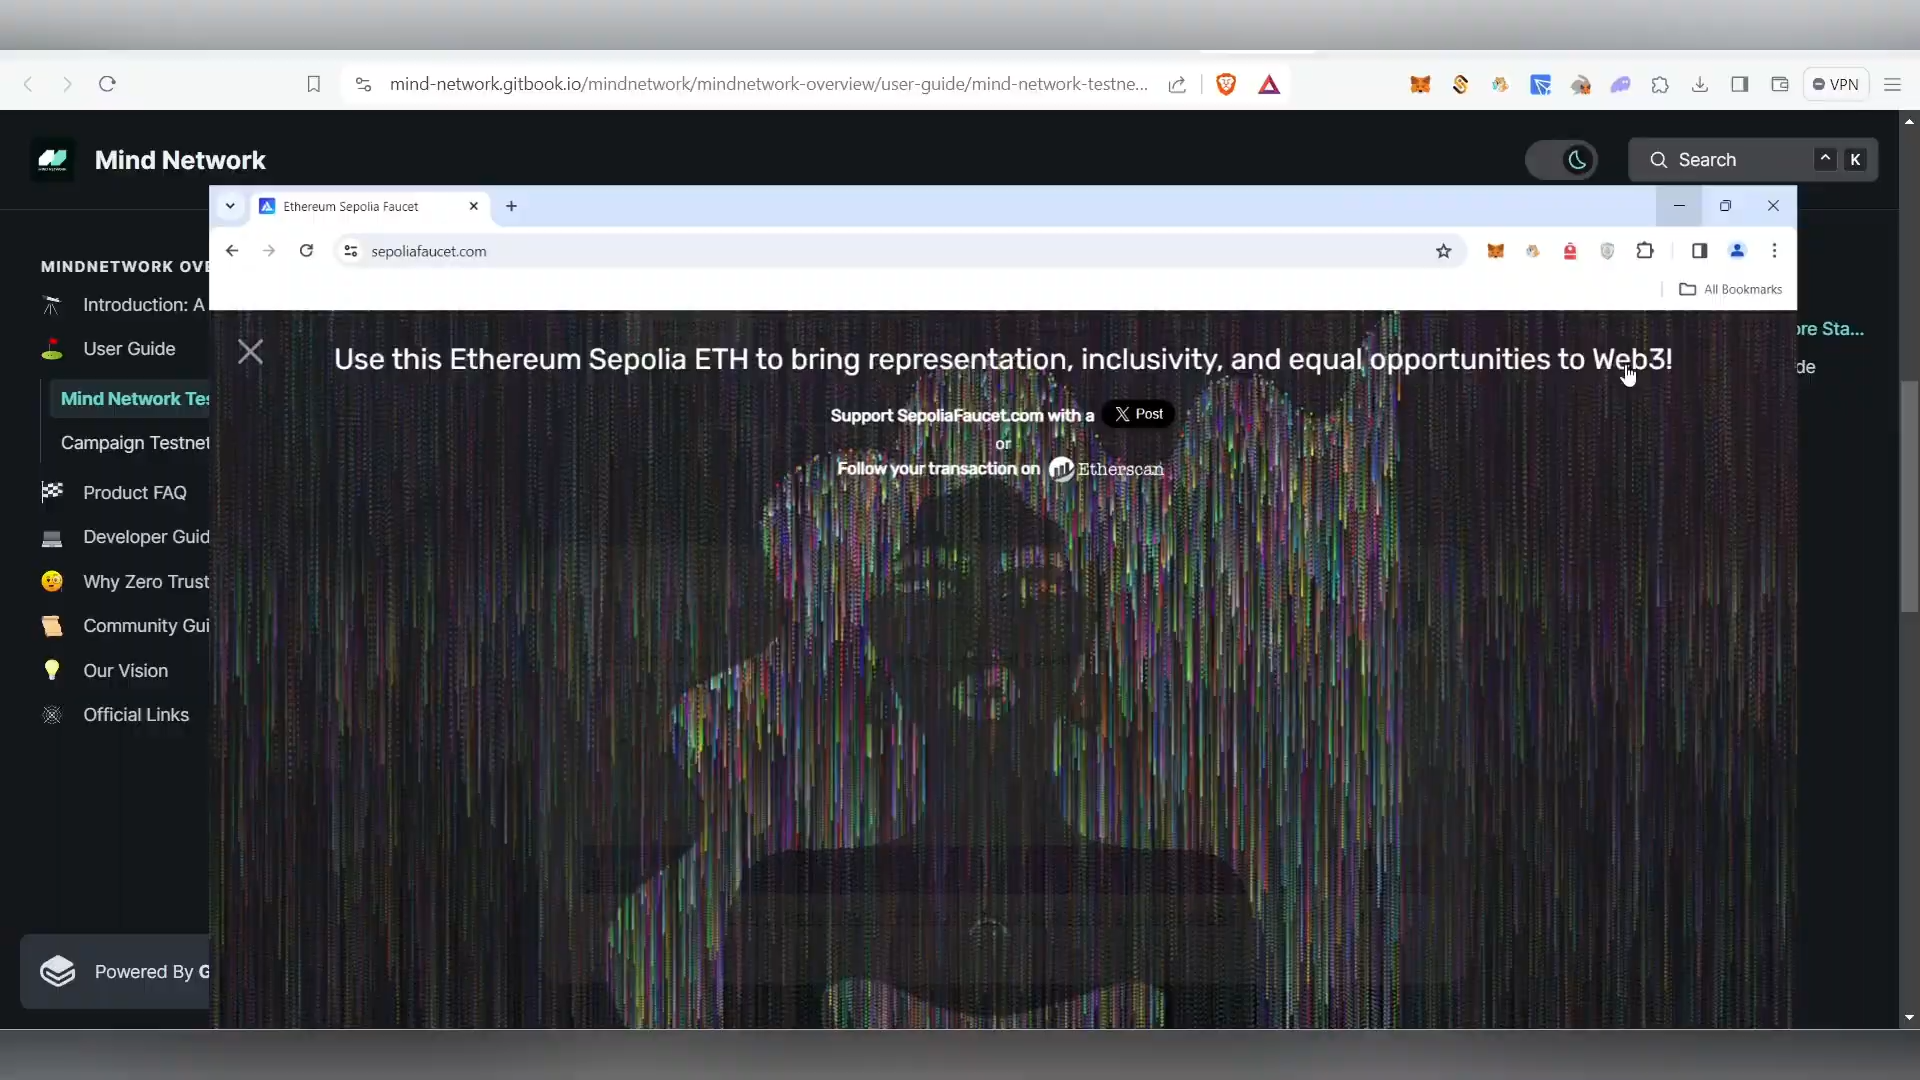 mind-network.gitbook.io/mindnetwork/mindnetwork-overview/user-guide/mind-network-testne...
VPN
Mind Network
Search
^ K
Ethereum Sepolia Faucet
sepoliafaucet.com
All Bookmarks
MINDNETWORK OVE
Introduction: A
User Guide
Mind Network Tes
Campaign Testnet
Product FAQ
Developer Guid
Why Zero Trust
Community Gui
Our Vision
Official Links
Powered By G
Use this Ethereum Sepolia ETH to bring representation, inclusivity, and equal opportunities to Web3!
Support SepoliaFaucet.com with a X Post
or
Follow your transaction on Etherscan
ore Sta...
de